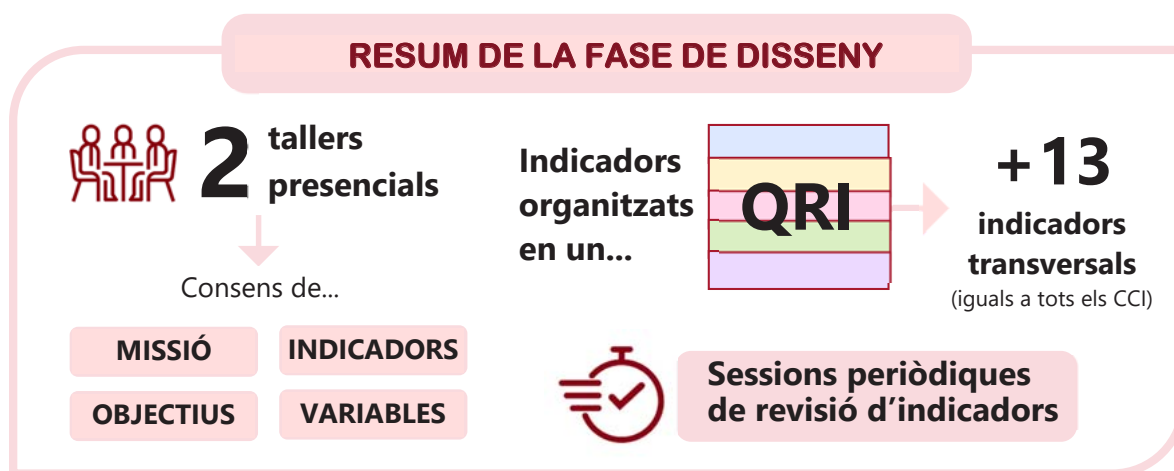 RESUM DE LA FASE DE DISSENY
2
tallers
presencials
Consens de...
MISSIÓ
INDICADORS
OBJECTIUS
VARIABLES
Indicadors
organitzats
en un...
QRI
+13
indicadors
transversals
(iguals a tots els CCI)
Sessions periòdiques
de revisió d’indicadors